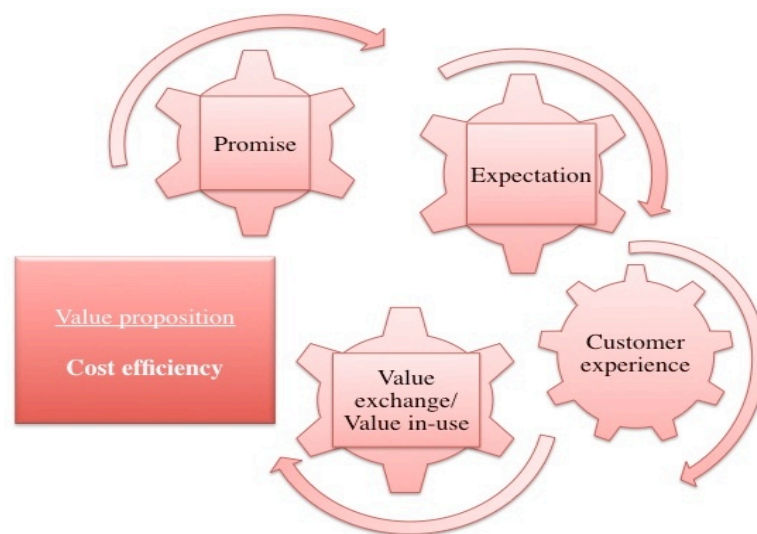 Promise
Expectation
Customer
experience
Value
exchange/
Value in-use
Value proposition
Cost efficiency